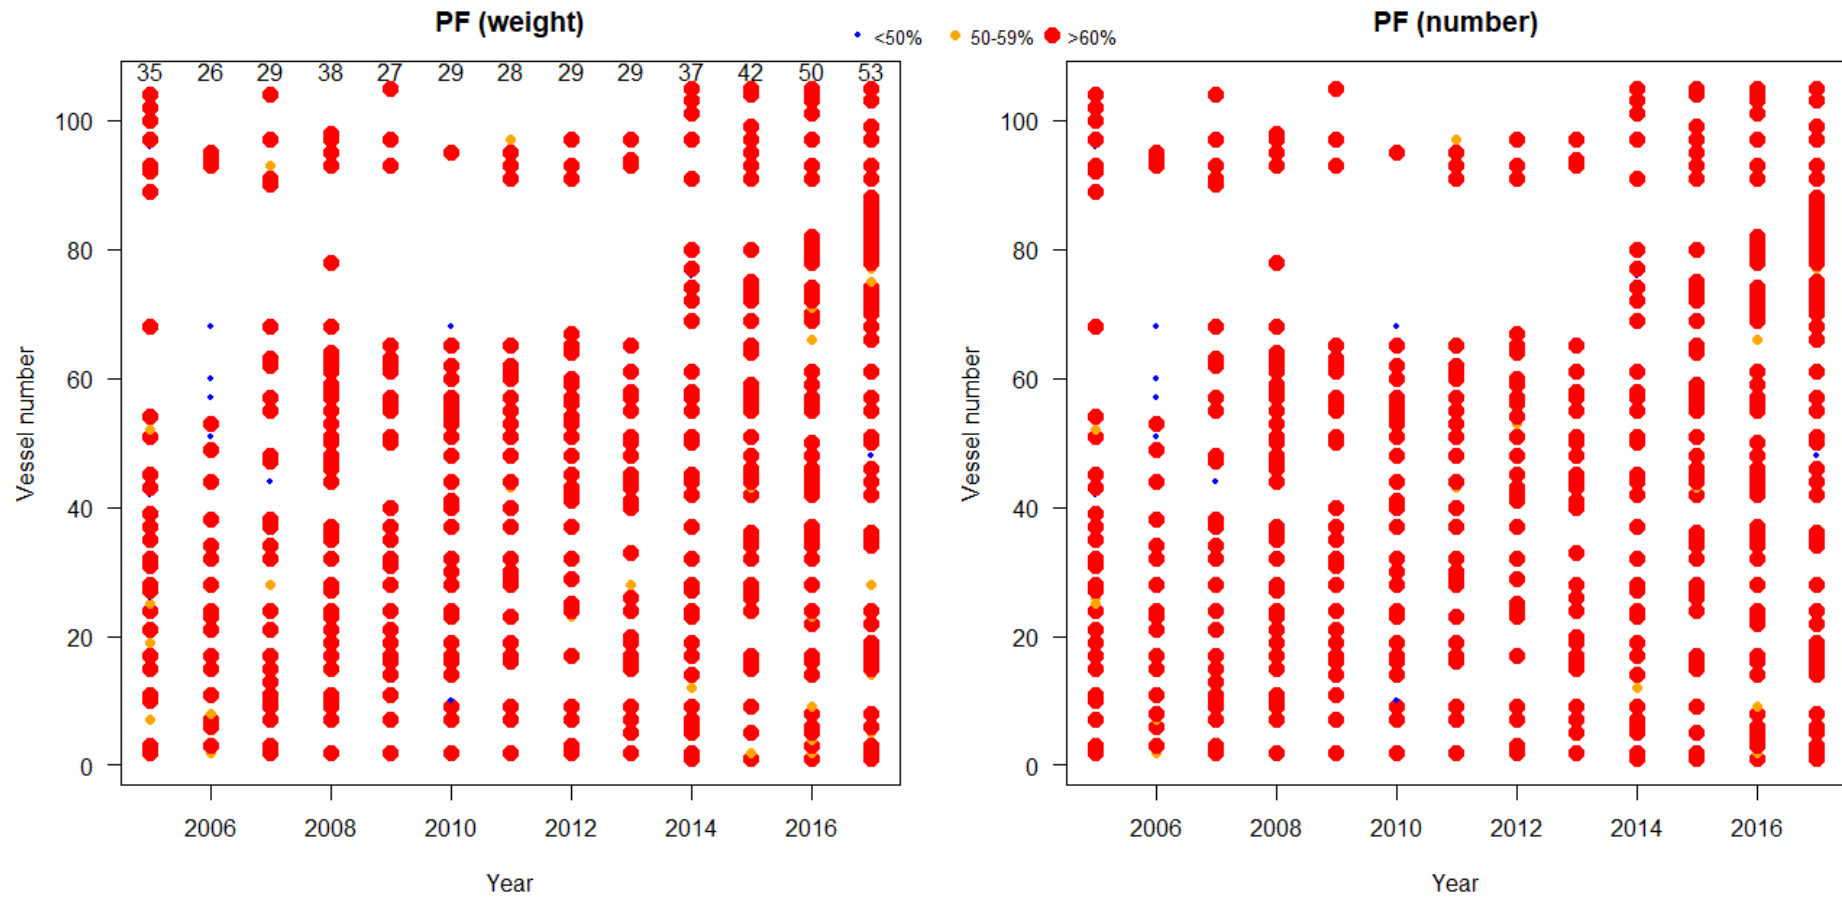 PF (weight)
<50% 50-59% >60%
PF (number)
35 26 29 38 27 29 28 29 29 37 42 50 53
Vessel number
100
80
60
40
20
0
2006 2008 2010 2012 2014 2016
Year
Vessel number
100
80
60
40
20
0
2006 2008 2010 2012 2014 2016
Year